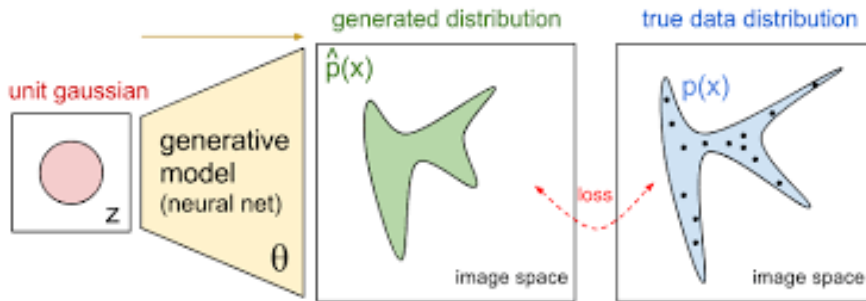 generated distribution
true data distribution
unit gaussian
z
generative
model
(neural net)
θ
p̂(x)
image space
loss
p(x)
image space